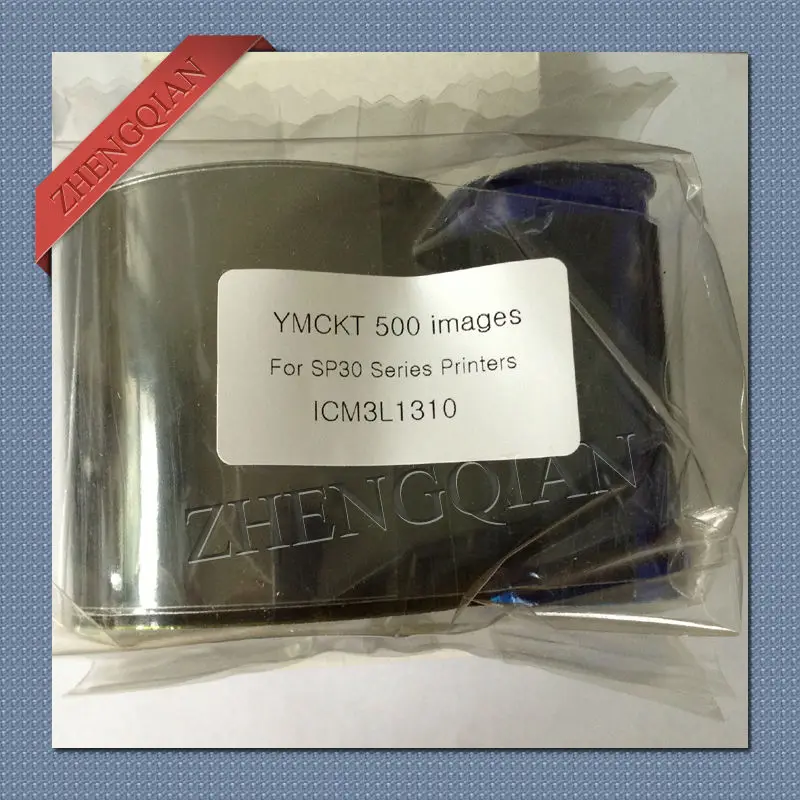 ZHENGQIAN
YMCKT 500 images
For SP30 Series Printers
ICM3L1310
ZHENGQIAN